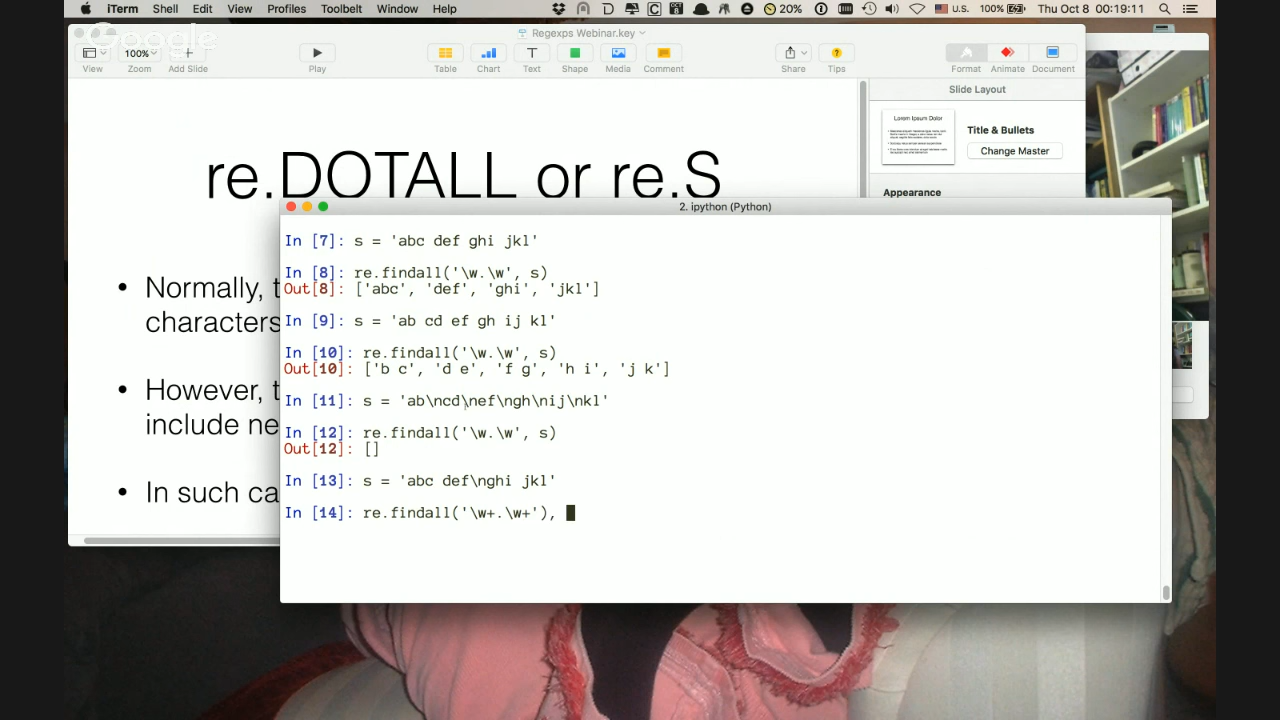 iTerm Shell Edit View Profiles Toolbelt Window Help 20% U.S. 100% Thu Oct 8 00:19:11
Google
Regexps Webinar.key
100%
View Zoom Add Slide Play Table Chart Text Shape Media Comment Share Tips Format Animate Document
Slide Layout
Lorem Ipsum Dolor
Title & Bullets
Change Master
Appearance
re.DOTALL or re.S
• Normally, t
characters
• However, t
include ne
• In such ca
2. ipython (Python)
In [7]: s = 'abc def ghi jkl'
In [8]: re.findall('\w.\w', s)
Out[8]: ['abc', 'def', 'ghi', 'jkl']
In [9]: s = 'ab cd ef gh ij kl'
In [10]: re.findall('\w.\w', s)
Out[10]: ['b c', 'd e', 'f g', 'h i', 'j k']
In [11]: s = 'ab\ncd\nef\ngh\nij\nkl'
In [12]: re.findall('\w.\w', s)
Out[12]: []
In [13]: s = 'abc def\nghi jkl'
In [14]: re.findall('\w+.\w+'),